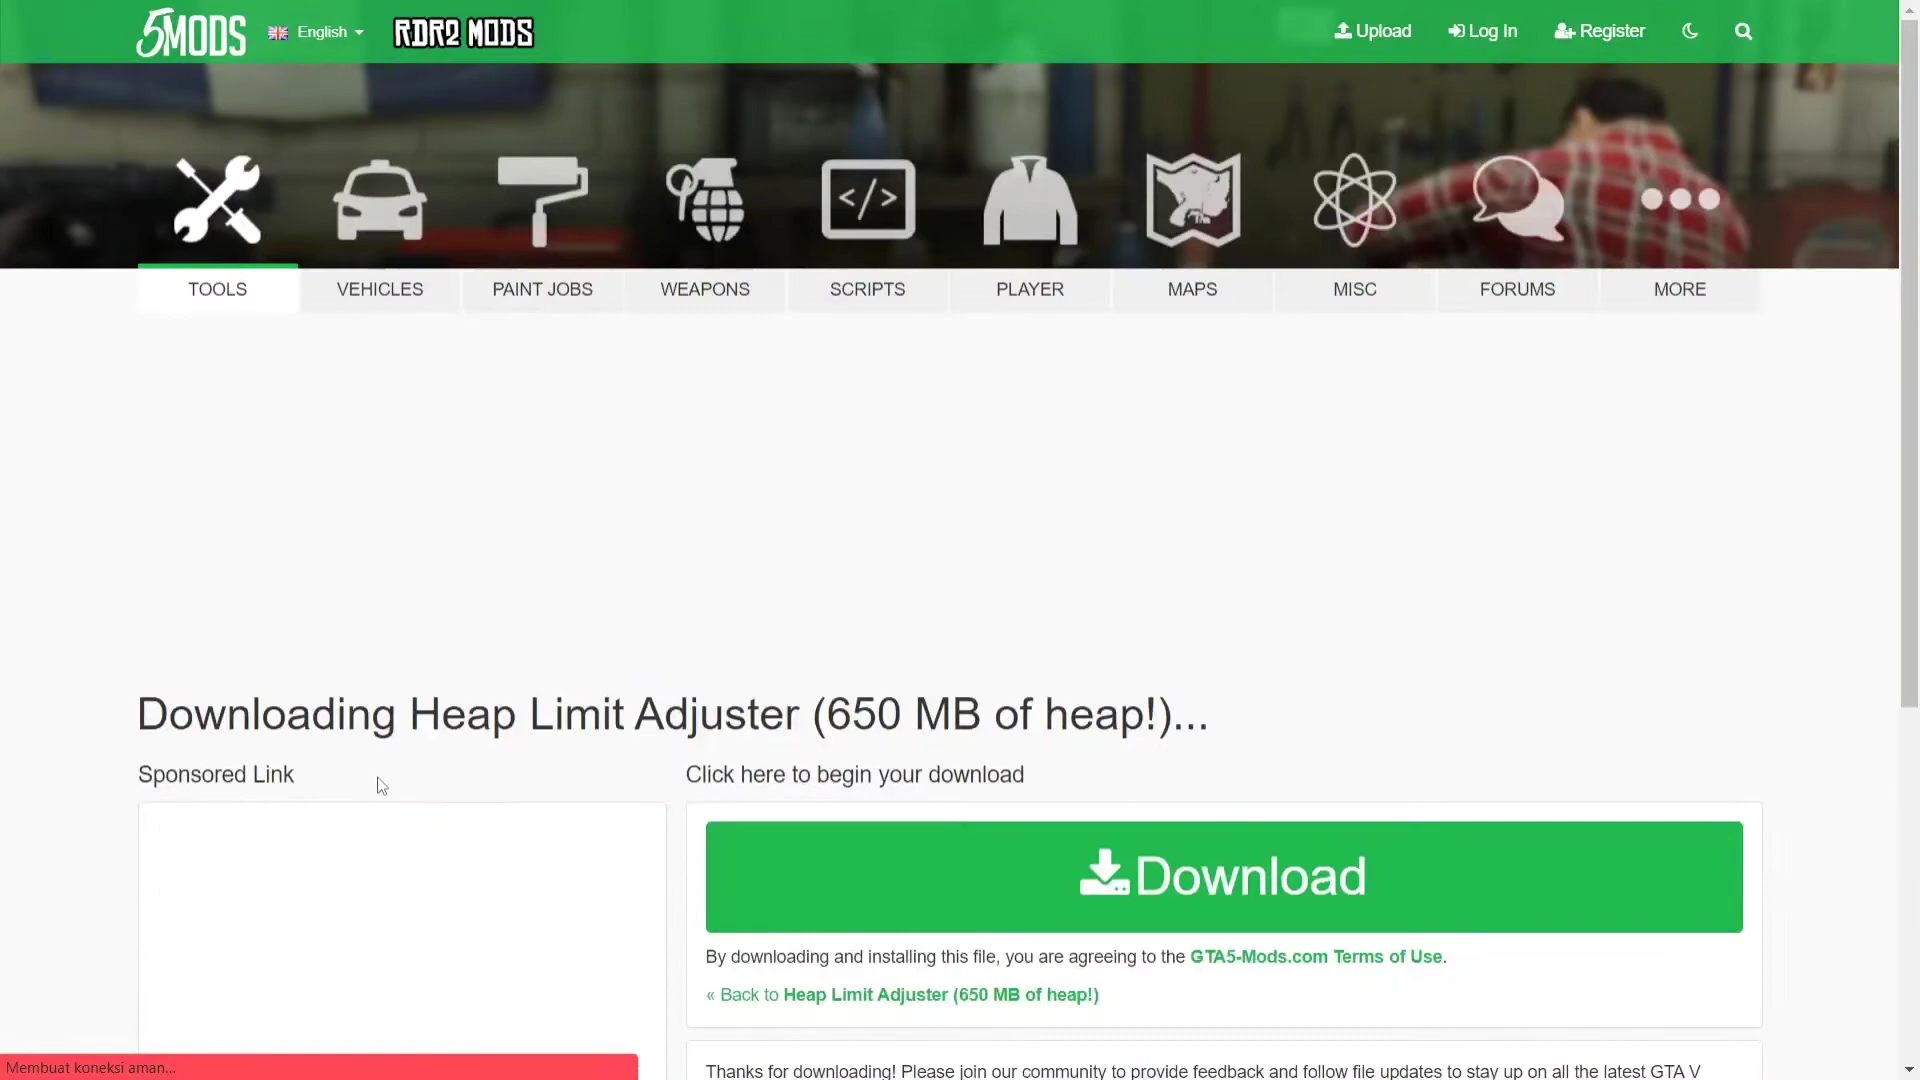 5MODS
English
RDR2 MODS
Upload
Log In
Register
TOOLS
VEHICLES
PAINT JOBS
WEAPONS
SCRIPTS
PLAYER
MAPS
MISC
FORUMS
MORE
Downloading Heap Limit Adjuster (650 MB of heap!)...
Sponsored Link
Click here to begin your download
Download
By downloading and installing this file, you are agreeing to the GTA5-Mods.com Terms of Use.
« Back to Heap Limit Adjuster (650 MB of heap!)
Thanks for downloading! Please join our community to provide feedback and follow file updates to stay up on all the latest GTA V
Membuat koneksi aman...